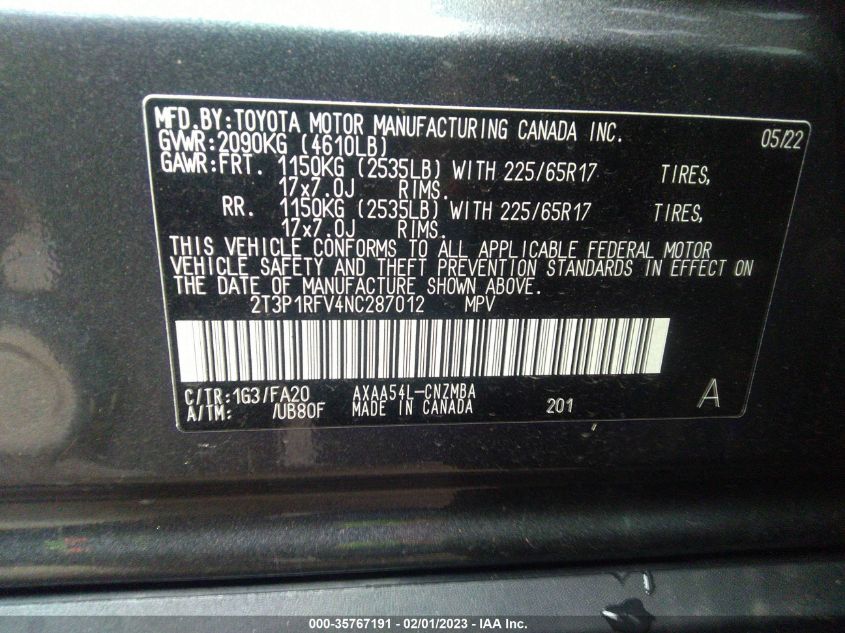 MFD.BY:TOYOTA MOTOR MANUFACTURING CANADA INC. 05/22
GVWR:2090KG (4610LB)
GAWR:FRT. 1150KG (2535LB) WITH 225/65R17 TIRES,
17x7.0J RIMS.
RR. 1150KG (2535LB) WITH 225/65R17 TIRES,
17x7.0J RIMS.
THIS VEHICLE CONFORMS TO ALL APPLICABLE FEDERAL MOTOR
VEHICLE SAFETY AND THEFT PREVENTION STANDARDS IN EFFECT ON
THE DATE OF MANUFACTURE SHOWN ABOVE.
2T3P1RFV4NC287012 MPV
C/TR:1G3/FA20 AXAA54L-CNZMBA
A/TM: /UB80F MADE IN CANADA 201 A
000-35767191 - 02/01/2023 - IAA Inc.